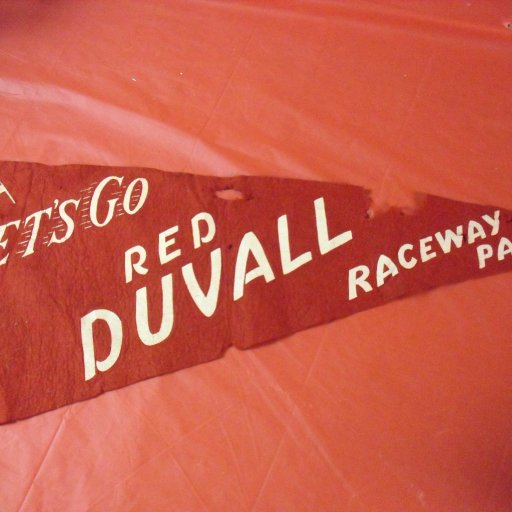 ET'S GO
RED
DUVALL
RACEWAY
PA